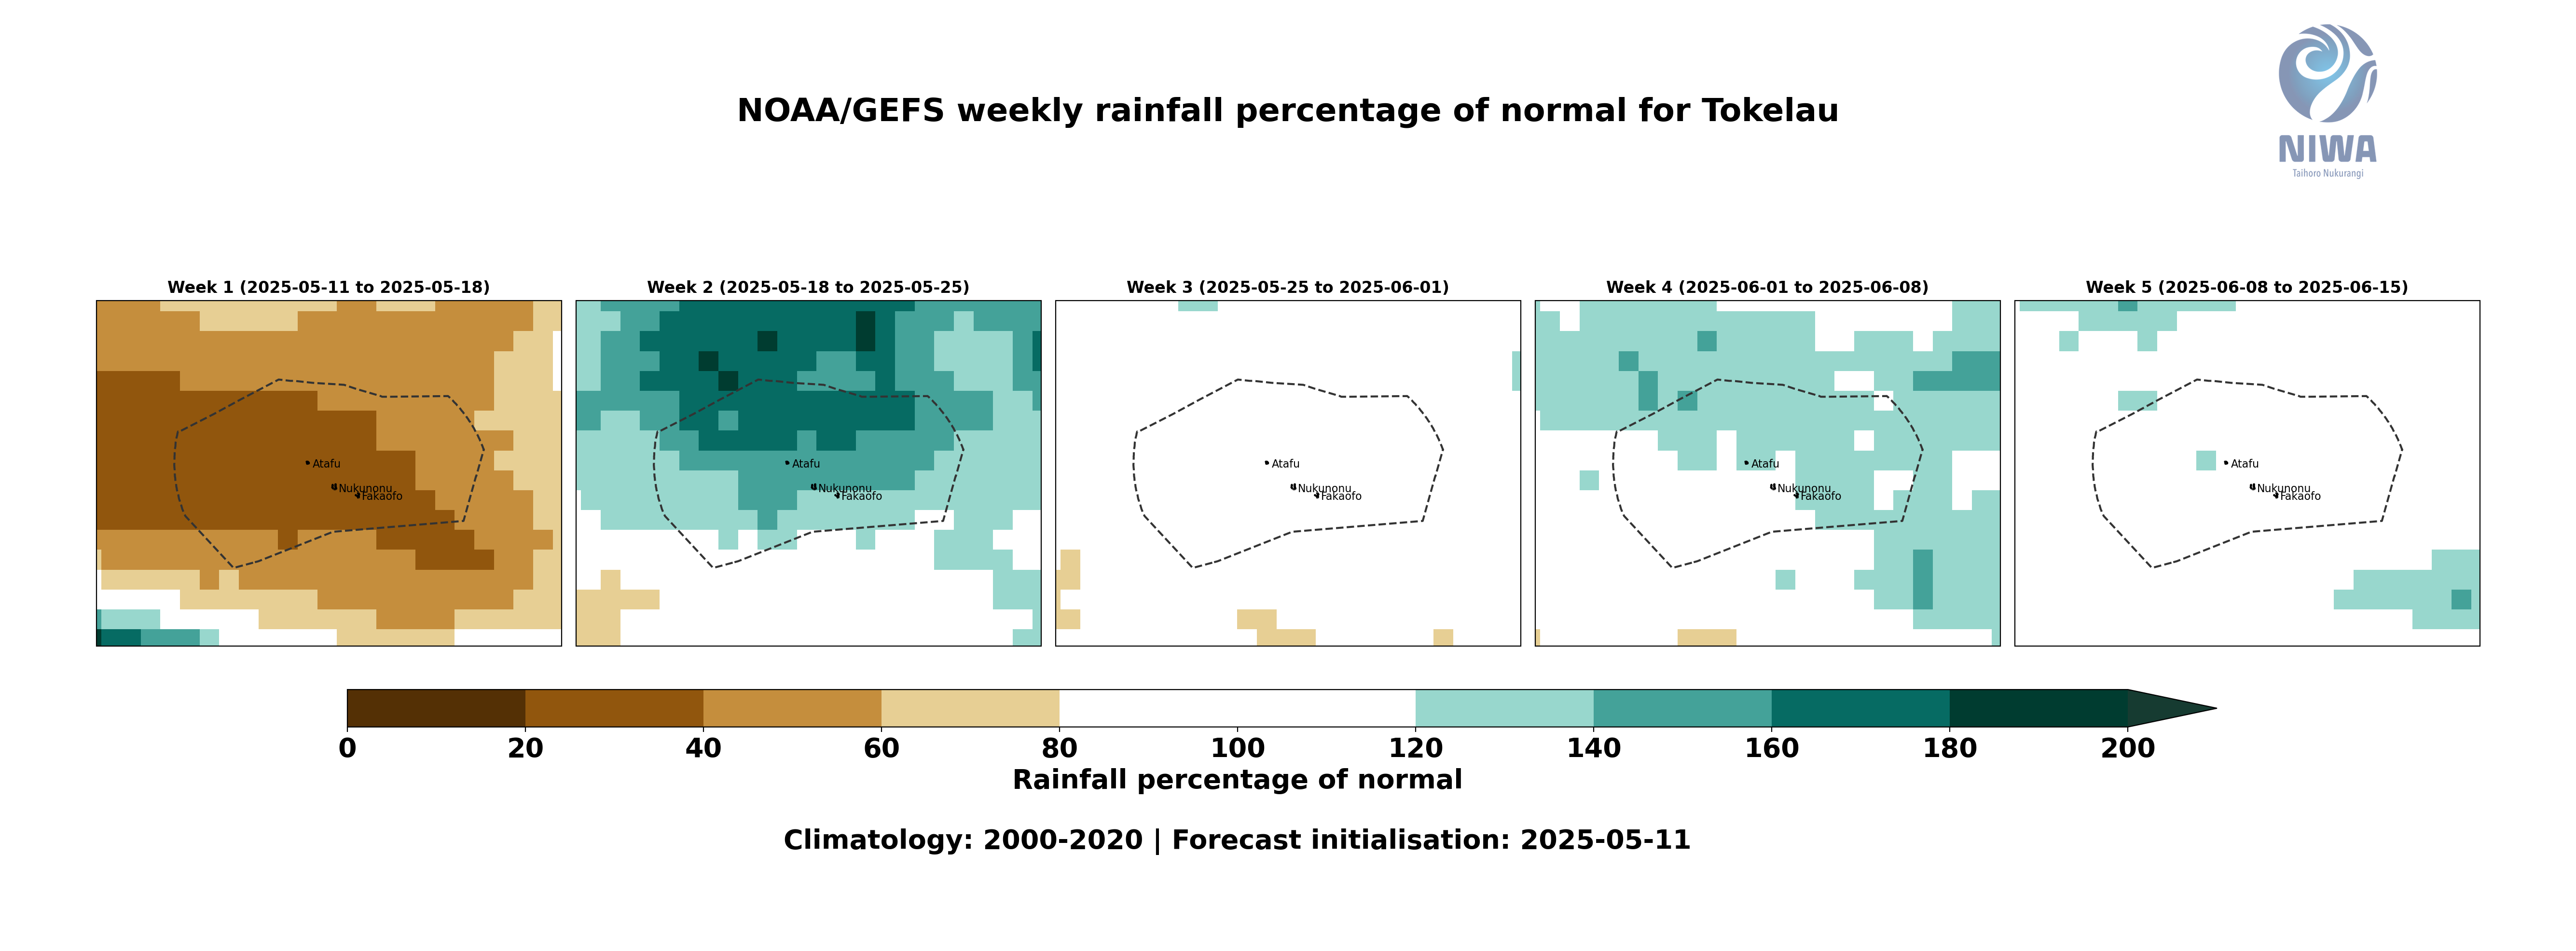 NOAA/GEFS weekly rainfall percentage of normal for Tokelau
NIWA
Taihoro Nukurangi
Week 1 (2025-05-11 to 2025-05-18)
Week 2 (2025-05-18 to 2025-05-25)
Week 3 (2025-05-25 to 2025-06-01)
Week 4 (2025-06-01 to 2025-06-08)
Week 5 (2025-06-08 to 2025-06-15)
Atafu
Nukunonu
Fakaofo
Atafu
Nukunonu
Fakaofo
Atafu
Nukunonu
Fakaofo
Atafu
Nukunonu
Fakaofo
Atafu
Nukunonu
Fakaofo
0 20 40 60 80 100 120 140 160 180 200
Rainfall percentage of normal
Climatology: 2000-2020 | Forecast initialisation: 2025-05-11